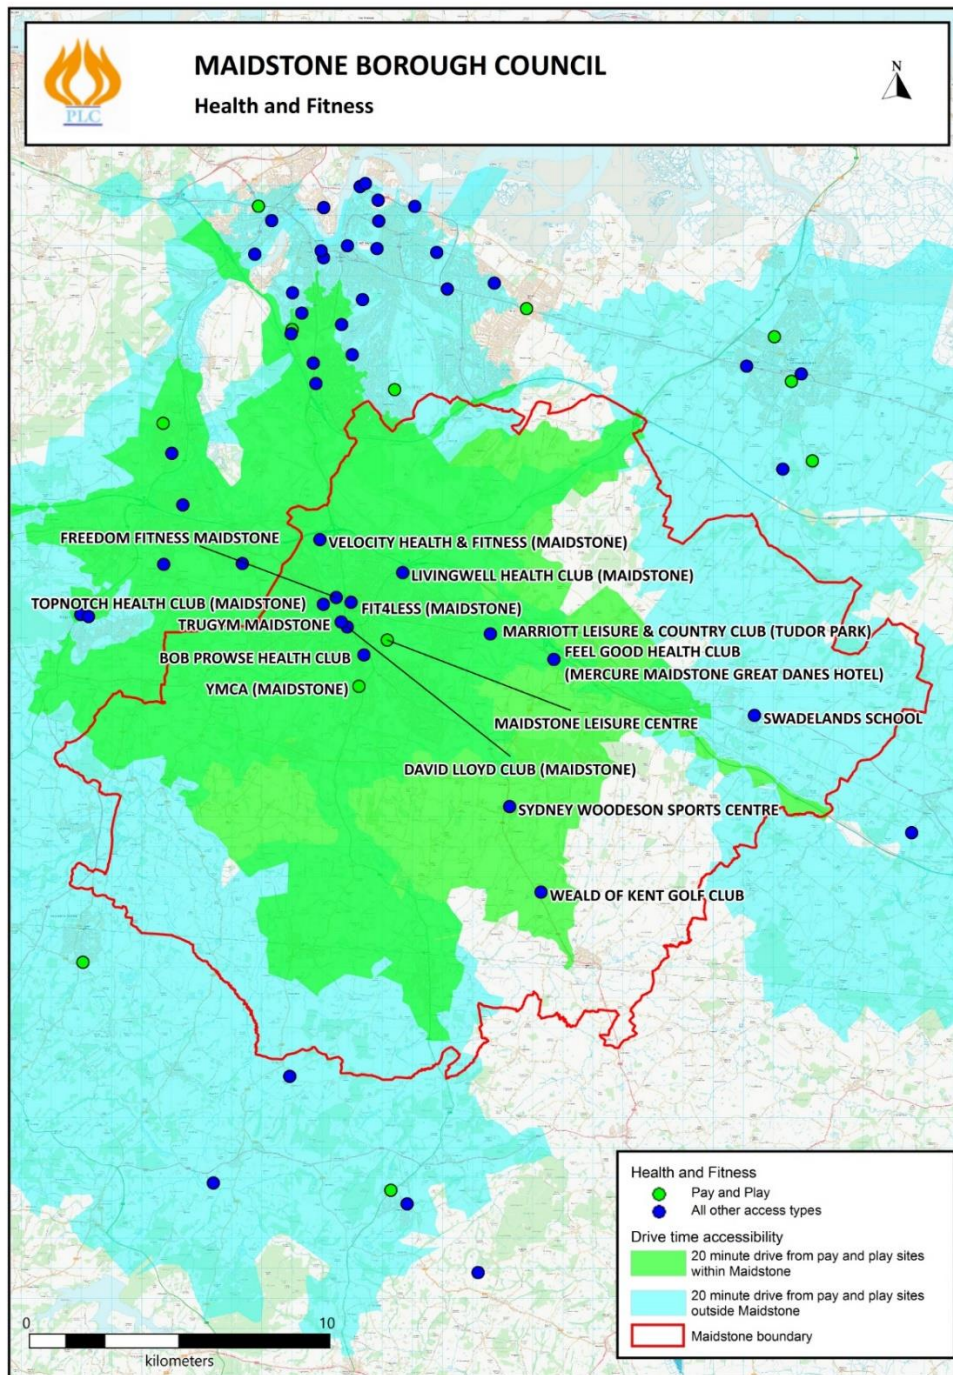 MAIDSTONE BOROUGH COUNCIL
Health and Fitness
PLC
N
FREEDOM FITNESS MAIDSTONE
VELOCITY HEALTH & FITNESS (MAIDSTONE)
LIVINGWELL HEALTH CLUB (MAIDSTONE)
TOPNOTCH HEALTH CLUB (MAIDSTONE)
FIT4LESS (MAIDSTONE)
TRUGYM MAIDSTONE
MARRIOTT LEISURE & COUNTRY CLUB (TUDOR PARK)
BOB PROWSE HEALTH CLUB
FEEL GOOD HEALTH CLUB
(MERCURE MAIDSTONE GREAT DANES HOTEL)
YMCA (MAIDSTONE)
MAIDSTONE LEISURE CENTRE
SWADELANDS SCHOOL
DAVID LLOYD CLUB (MAIDSTONE)
SYDNEY WOODESON SPORTS CENTRE
WEALD OF KENT GOLF CLUB
Health and Fitness
Pay and Play
All other access types
Drive time accessibility
20 minute drive from pay and play sites
within Maidstone
20 minute drive from pay and play sites
outside Maidstone
Maidstone boundary
0 10
kilometers